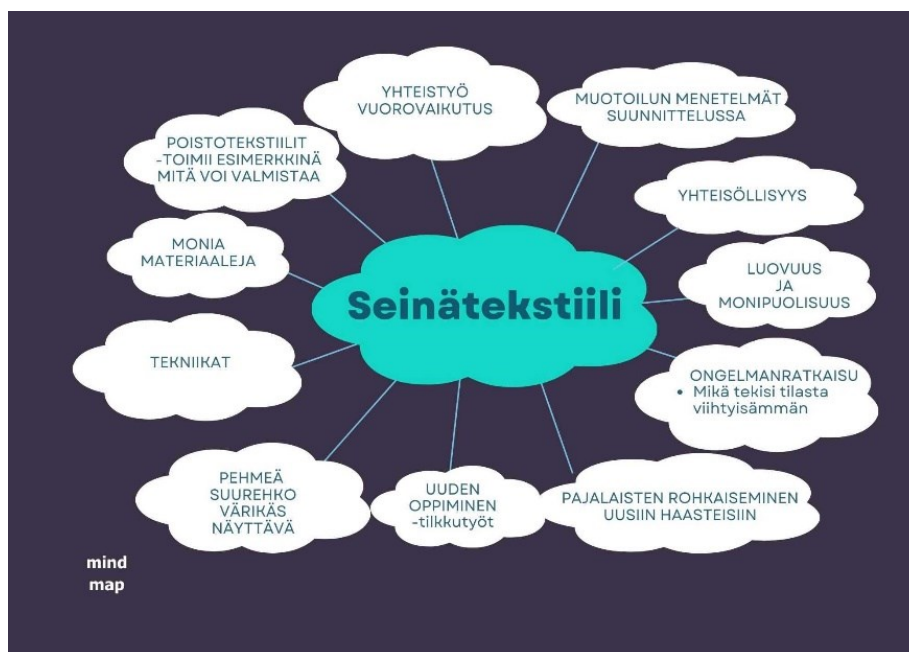 YHTEISTYÖ
VUOROVAIKUTUS
MUOTOILUN MENETELMÄT
SUUNNITTELUSSA
POISTOTEKSTIILIT
-TOIMII ESIMERKKINÄ
MITÄ VOI VALMISTAA
YHTEISÖLLISYYS
MONIA
MATERIAALEJA
LUOVUUS
JA
MONIPUOLISUUS
Seinätekstiili
TEKNIIKAT
ONGELMANRATKAISU
• Mikä tekisi tilasta
viihtyisämmän
PEHMEÄ
SUUREHKO
VÄRIKÄS
NÄYTTÄVÄ
UUDEN
OPPIMINEN
-tilkkutyöt
PAJALAISTEN ROHKAISEMINEN
UUSIIN HAASTEISIIN
mind
map